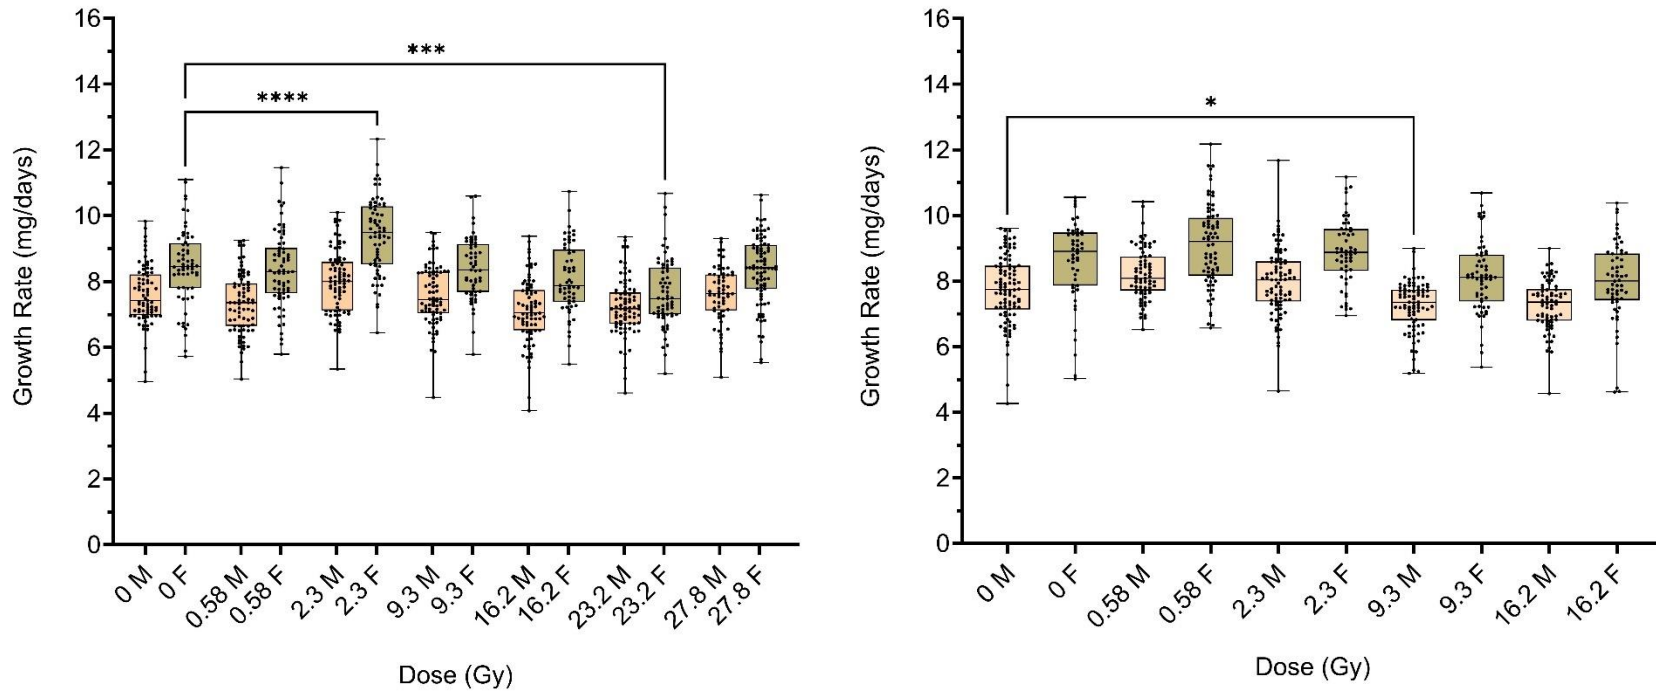 16
14
12
10
8
6
4
2
0
Growth Rate (mg/days)
***
****
0 M
0 F
0.58 M
0.58 F
2.3 M
2.3 F
9.3 M
9.3 F
16.2 M
16.2 F
23.2 M
23.2 F
27.8 M
27.8 F
Dose (Gy)
16
14
12
10
8
6
4
2
0
Growth Rate (mg/days)
*
0 M
0 F
0.58 M
0.58 F
2.3 M
2.3 F
9.3 M
9.3 F
16.2 M
16.2 F
Dose (Gy)